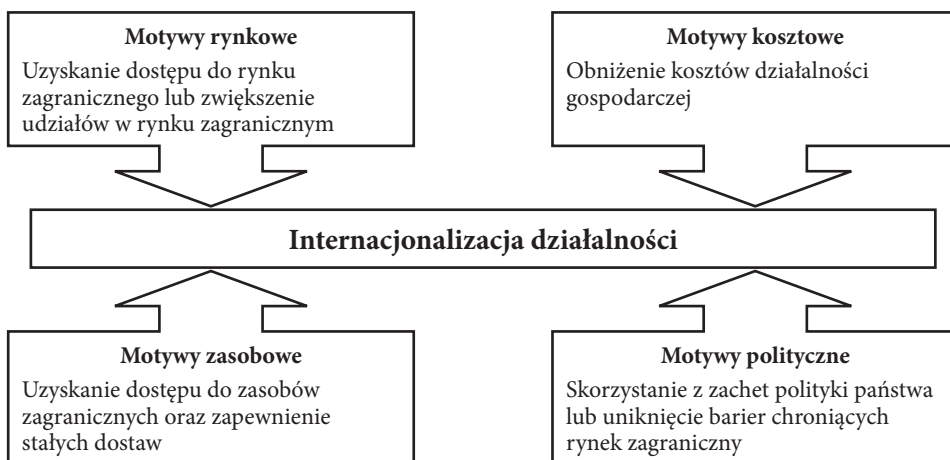 Motywy rynkowe
Uzyskanie dostępu do rynku
zagranicznego lub zwiększenie
udziałów w rynku zagranicznym
Motywy kosztowe
Obniżenie kosztów działalności
gospodarczej
Internacjonalizacja działalności
Motywy zasobowe
Uzyskanie dostępu do zasobów
zagranicznych oraz zapewnienie
stałych dostaw
Motywy polityczne
Skorzystanie z zachet polityki państwa
lub uniknięcie barier chroniących
rynek zagraniczny